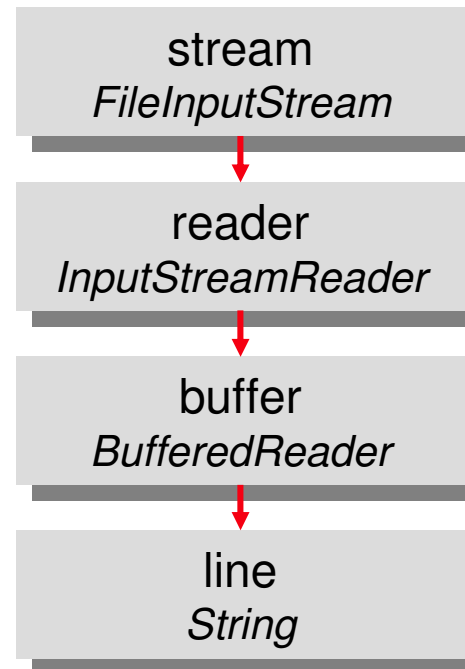 stream
FileInputStream
reader
InputStreamReader
buffer
BufferedReader
line
String